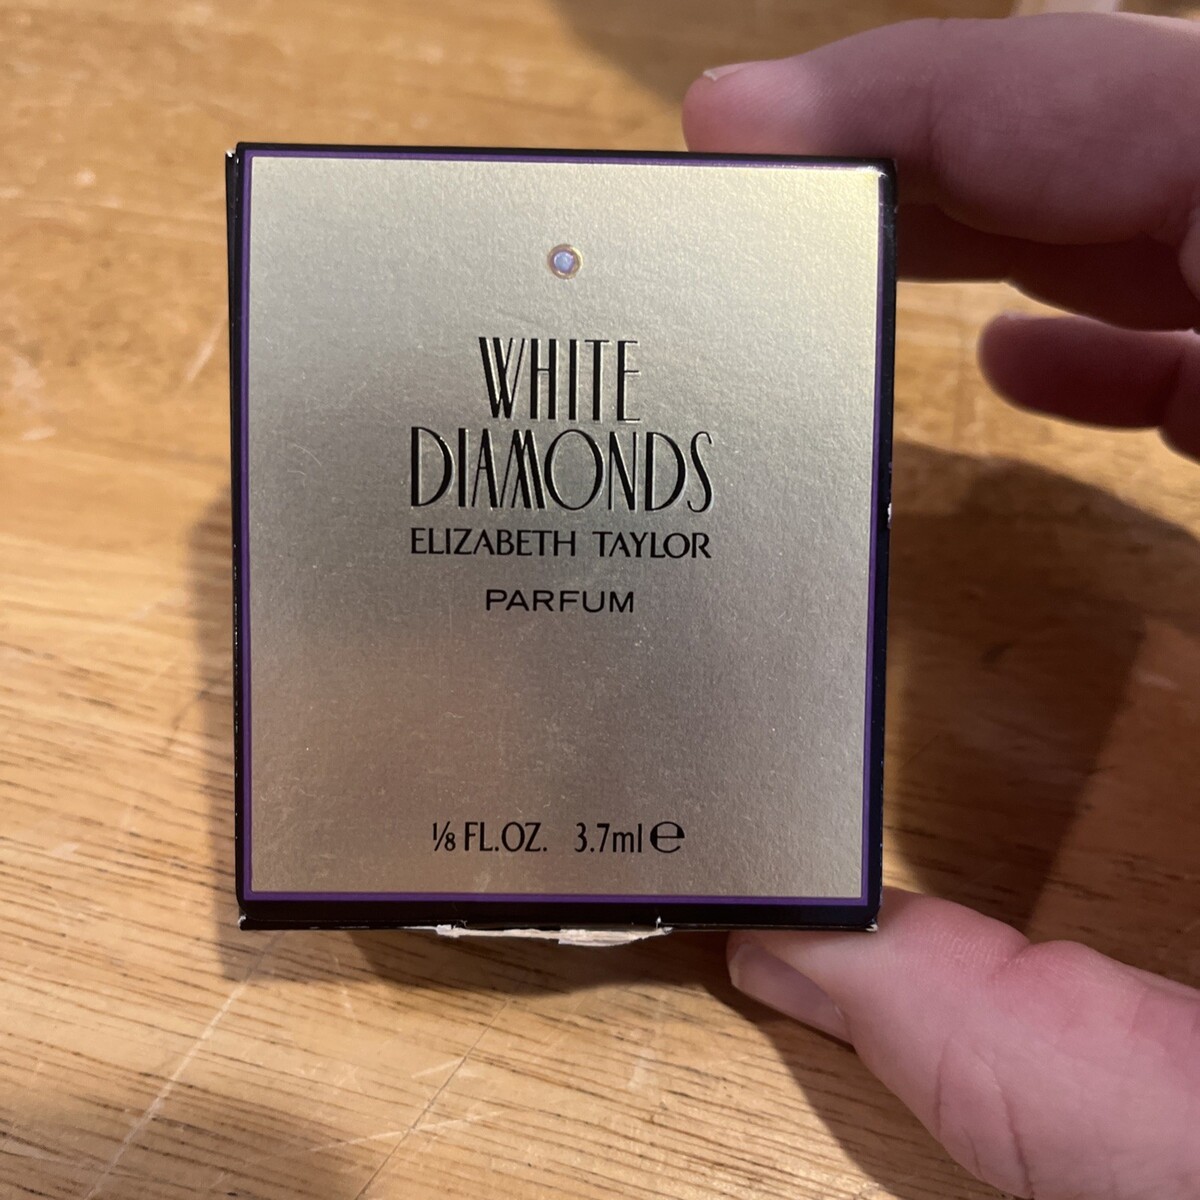 WHITE
DIAMONDS
ELIZABETH TAYLOR
PARFUM
⅛ FL.OZ. 3.7ml ℮